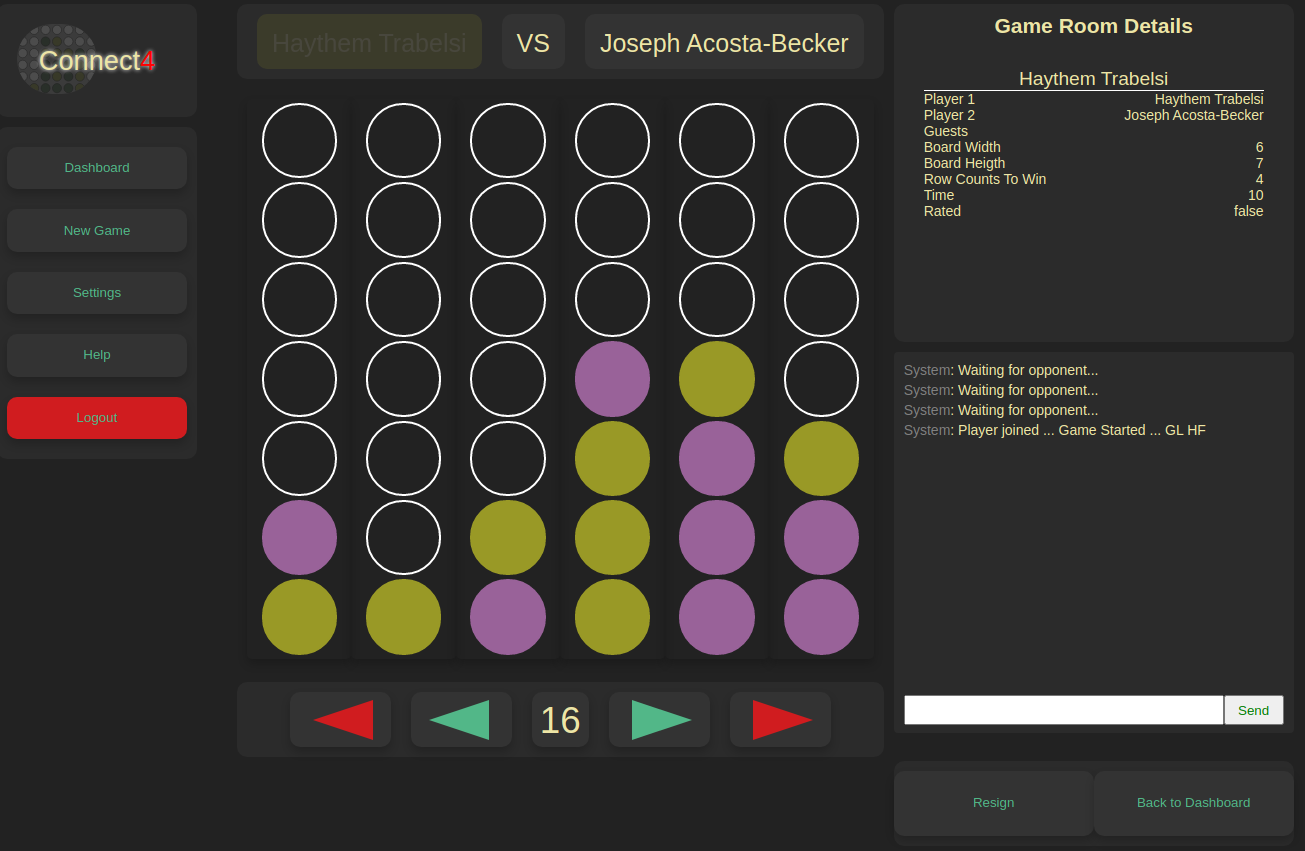 Connect4
Dashboard
New Game
Settings
Help
Logout
Haythem Trabelsi
VS
Joseph Acosta-Becker
16
Game Room Details
Haythem Trabelsi
Player 1 Haythem Trabelsi
Player 2 Joseph Acosta-Becker
Guests
Board Width 6
Board Heigth 7
Row Counts To Win 4
Time 10
Rated false
System: Waiting for opponent...
System: Waiting for opponent...
System: Waiting for opponent...
System: Player joined ... Game Started ... GL HF
Send
Resign
Back to Dashboard